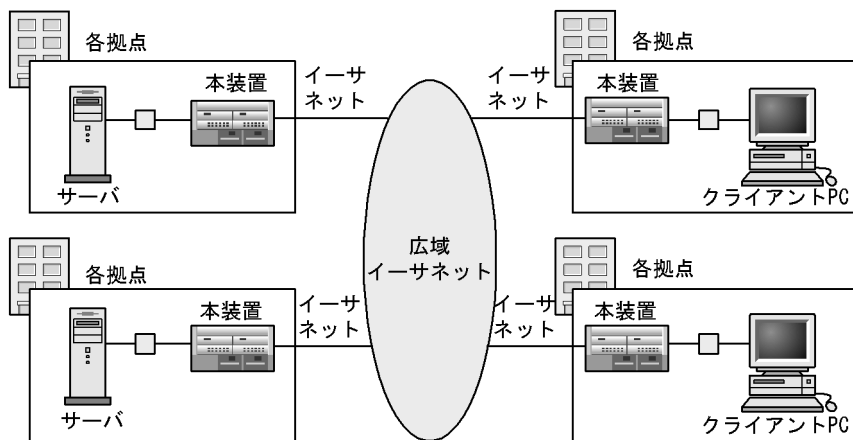 各拠点
本装置
イーサ
ネット
サーバ
各拠点
イーサ
ネット
本装置
クライアントPC
広域
イーサネット
各拠点
本装置
イーサ
ネット
サーバ
各拠点
イーサ
ネット
本装置
クライアントPC